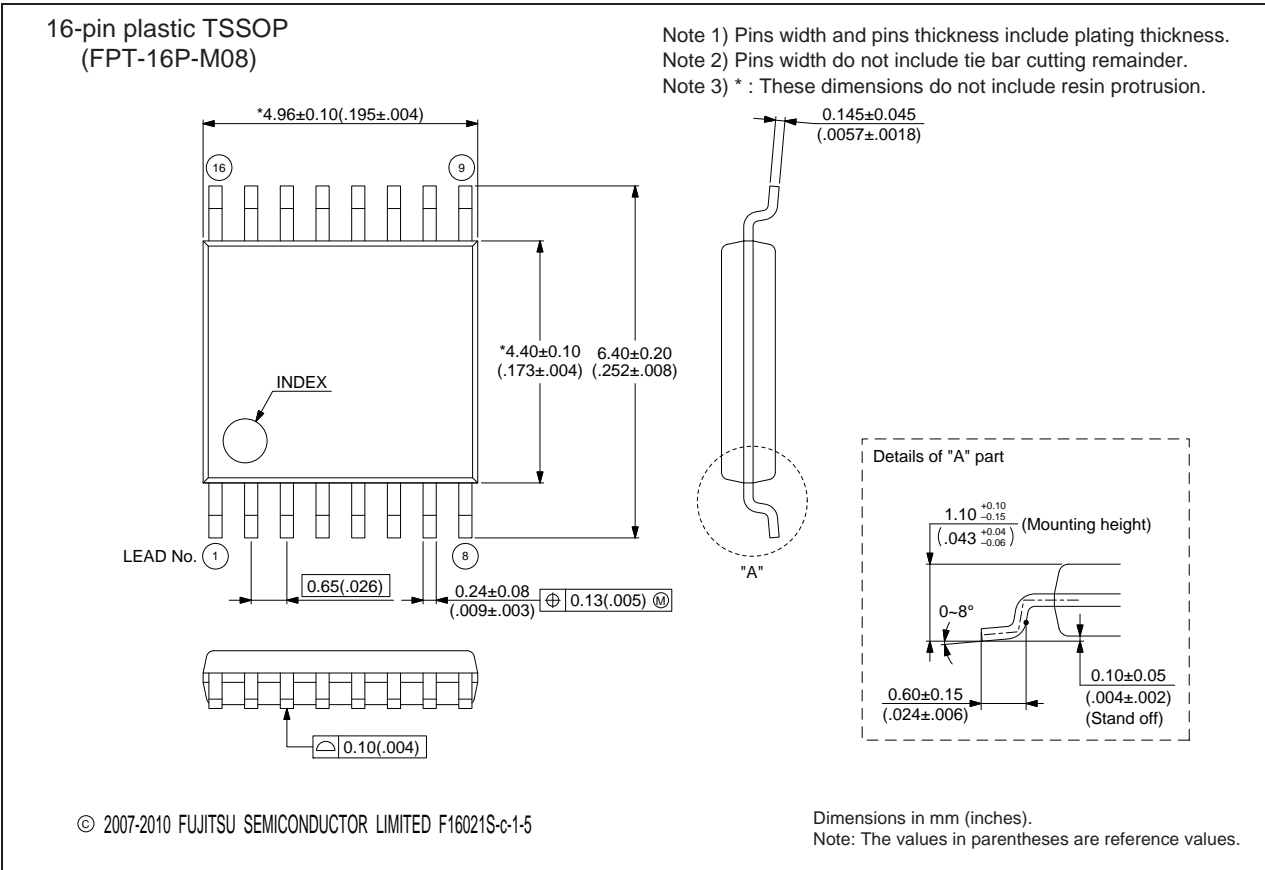 16-pin plastic TSSOP
(FPT-16P-M08)
Note 1) Pins width and pins thickness include plating thickness.
Note 2) Pins width do not include tie bar cutting remainder.
Note 3) * : These dimensions do not include resin protrusion.
*4.96±0.10(.195±.004)
0.145±0.045
(.0057±.0018)
16
9
*4.40±0.10
(.173±.004)
6.40±0.20
(.252±.008)
INDEX
LEAD No. 1
8
"A"
0.65(.026)
0.24±0.08
(.009±.003)
⌖ 0.13(.005) Ⓜ
⌓ 0.10(.004)
Details of "A" part
1.10 +0.10 −0.15
(.043 +0.04 −0.06)
(Mounting height)
0~8°
0.60±0.15
(.024±.006)
0.10±0.05
(.004±.002)
(Stand off)
© 2007-2010 FUJITSU SEMICONDUCTOR LIMITED F16021S-c-1-5
Dimensions in mm (inches).
Note: The values in parentheses are reference values.